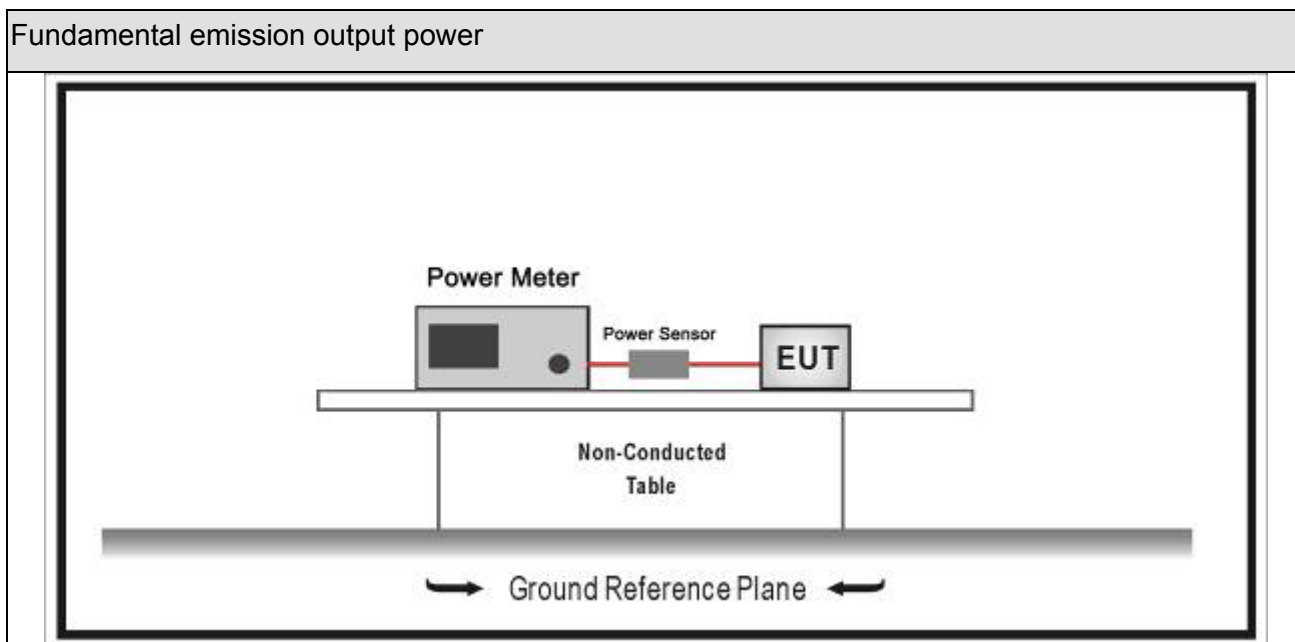 Fundamental emission output power
Power Meter
Power Sensor
EUT
Non-Conducted
Table
Ground Reference Plane